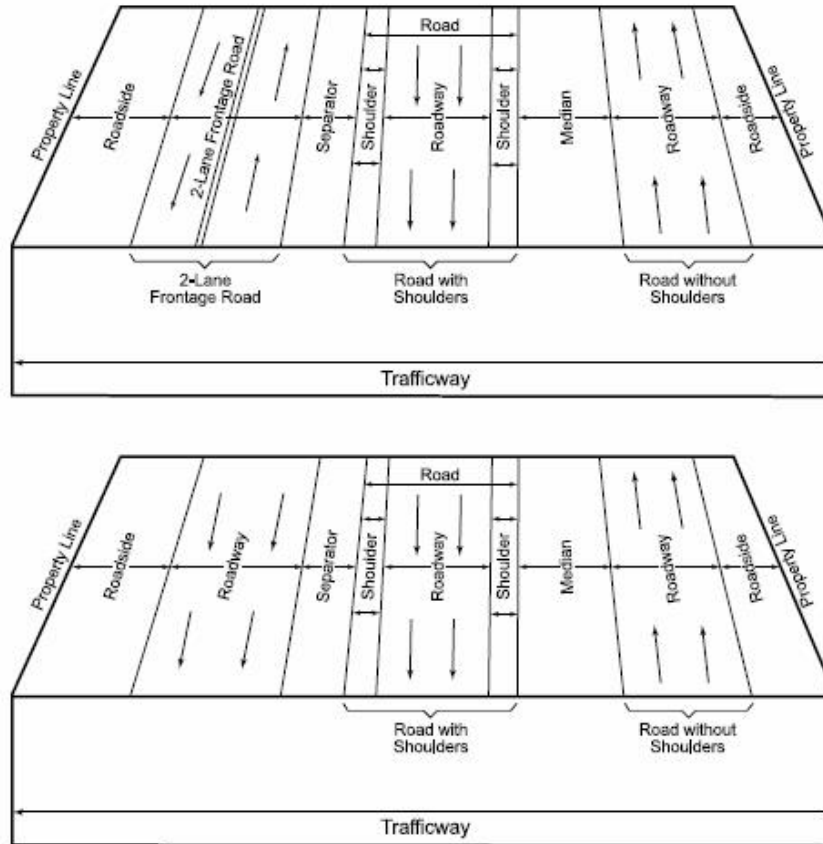 Road
Property Line
Roadside
2-Lane Frontage Road
Separator
Shoulder
Roadway
Shoulder
Median
Roadway
Roadside
Property Line
2-Lane
Frontage Road
Road with
Shoulders
Road without
Shoulders
Trafficway
Road
Property Line
Roadside
Roadway
Separator
Shoulder
Roadway
Shoulder
Median
Roadway
Roadside
Property Line
Road with
Shoulders
Road without
Shoulders
Trafficway